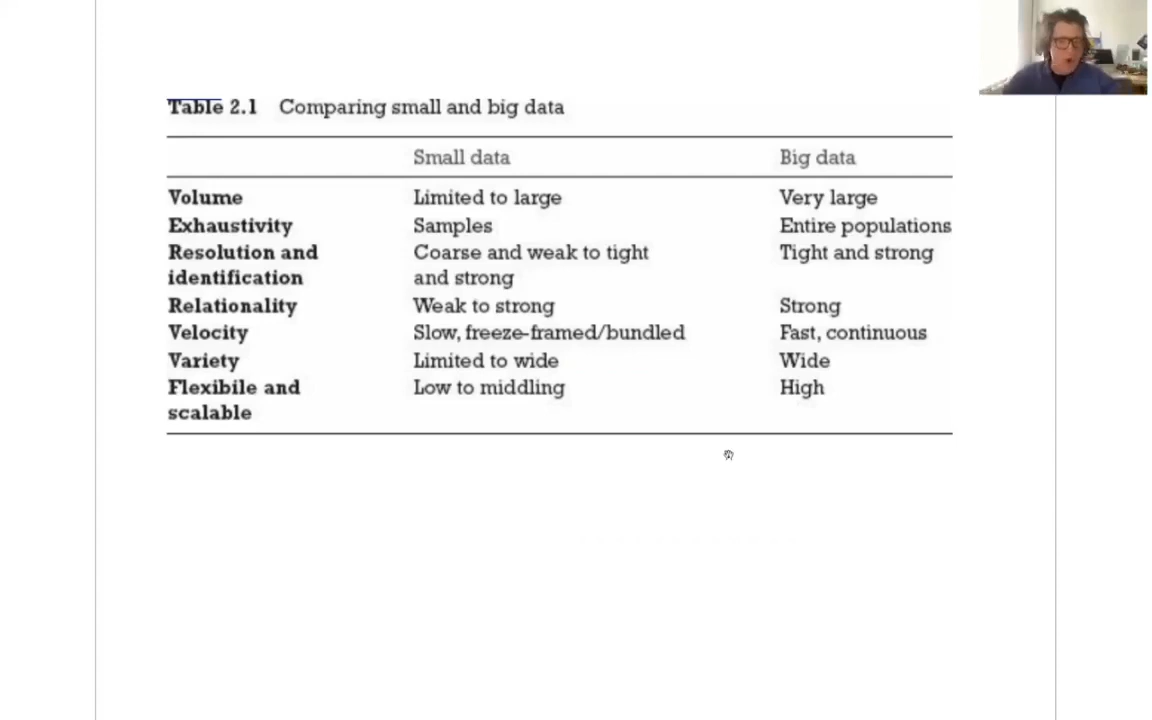 Table 2.1 Comparing small and big data
Small data Big data
Volume Limited to large Very large
Exhaustivity Samples Entire populations
Resolution and Coarse and weak to tight Tight and strong
identification and strong
Relationality Weak to strong Strong
Velocity Slow, freeze-framed/bundled Fast, continuous
Variety Limited to wide Wide
Flexibile and Low to middling High
scalable